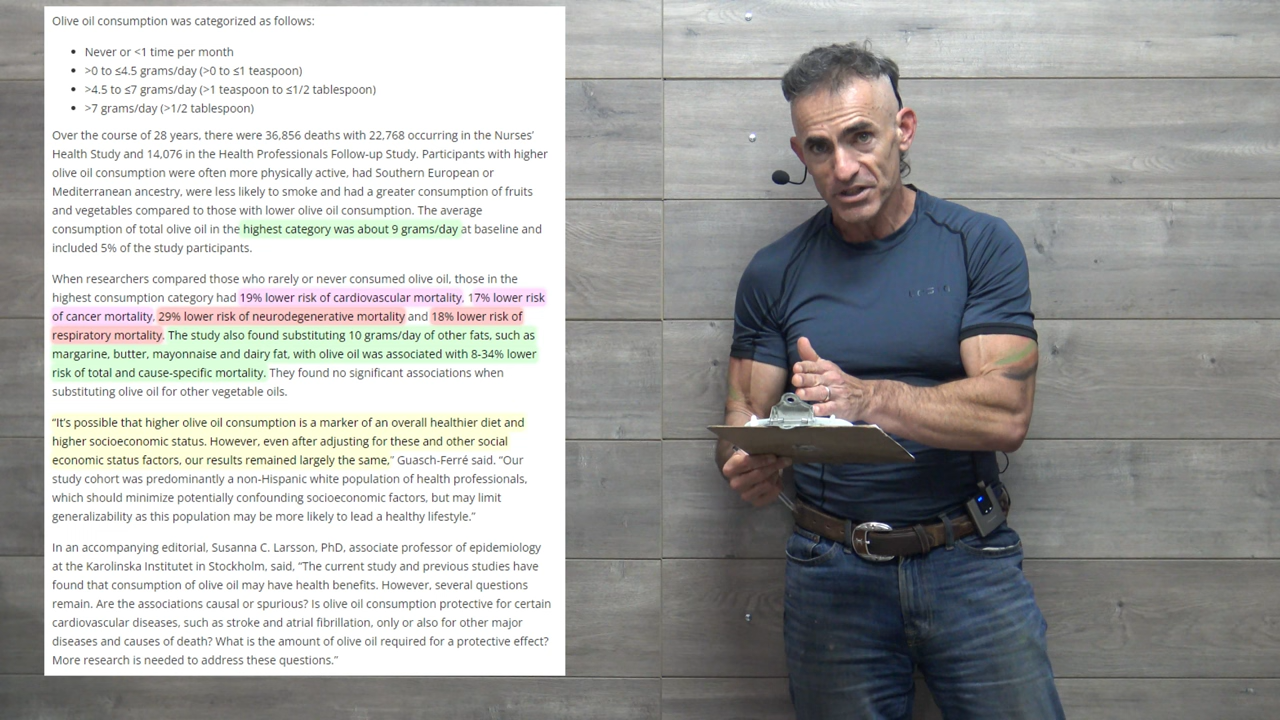 Olive oil consumption was categorized as follows:
• Never or <1 time per month
• >0 to ≤4.5 grams/day (>0 to ≤1 teaspoon)
• >4.5 to ≤7 grams/day (>1 teaspoon to ≤1/2 tablespoon)
• >7 grams/day (>1/2 tablespoon)
Over the course of 28 years, there were 36,856 deaths with 22,768 occurring in the Nurses’
Health Study and 14,076 in the Health Professionals Follow-up Study. Participants with higher
olive oil consumption were often more physically active, had Southern European or
Mediterranean ancestry, were less likely to smoke and had a greater consumption of fruits
and vegetables compared to those with lower olive oil consumption. The average
consumption of total olive oil in the highest category was about 9 grams/day at baseline and
included 5% of the study participants.
When researchers compared those who rarely or never consumed olive oil, those in the
highest consumption category had 19% lower risk of cardiovascular mortality, 17% lower risk
of cancer mortality, 29% lower risk of neurodegenerative mortality and 18% lower risk of
respiratory mortality. The study also found substituting 10 grams/day of other fats, such as
margarine, butter, mayonnaise and dairy fat, with olive oil was associated with 8-34% lower
risk of total and cause-specific mortality. They found no significant associations when
substituting olive oil for other vegetable oils.
“It’s possible that higher olive oil consumption is a marker of an overall healthier diet and
higher socioeconomic status. However, even after adjusting for these and other social
economic status factors, our results remained largely the same,” Guasch-Ferré said. “Our
study cohort was predominantly a non-Hispanic white population of health professionals,
which should minimize potentially confounding socioeconomic factors, but may limit
generalizability as this population may be more likely to lead a healthy lifestyle.”
In an accompanying editorial, Susanna C. Larsson, PhD, associate professor of epidemiology
at the Karolinska Institutet in Stockholm, said, “The current study and previous studies have
found that consumption of olive oil may have health benefits. However, several questions
remain. Are the associations causal or spurious? Is olive oil consumption protective for certain
cardiovascular diseases, such as stroke and atrial fibrillation, only or also for other major
diseases and causes of death? What is the amount of olive oil required for a protective effect?
More research is needed to address these questions.”